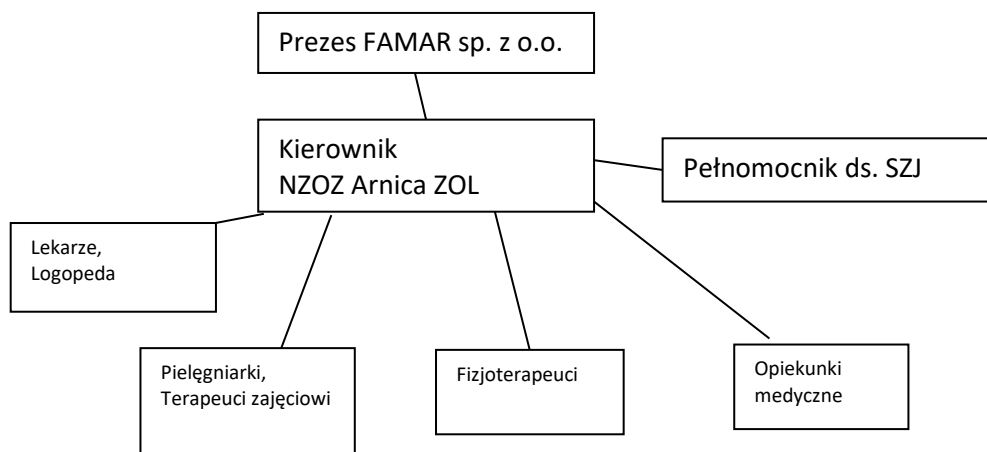 Prezes FAMAR sp. z o.o.
Kierownik
NZOZ Arnica ZOL
Pełnomocnik ds. SZJ
Lekarze,
Logopeda
Pielęgniarki,
Terapeuci zajęciowi
Fizjoterapeuci
Opiekunki
medyczne